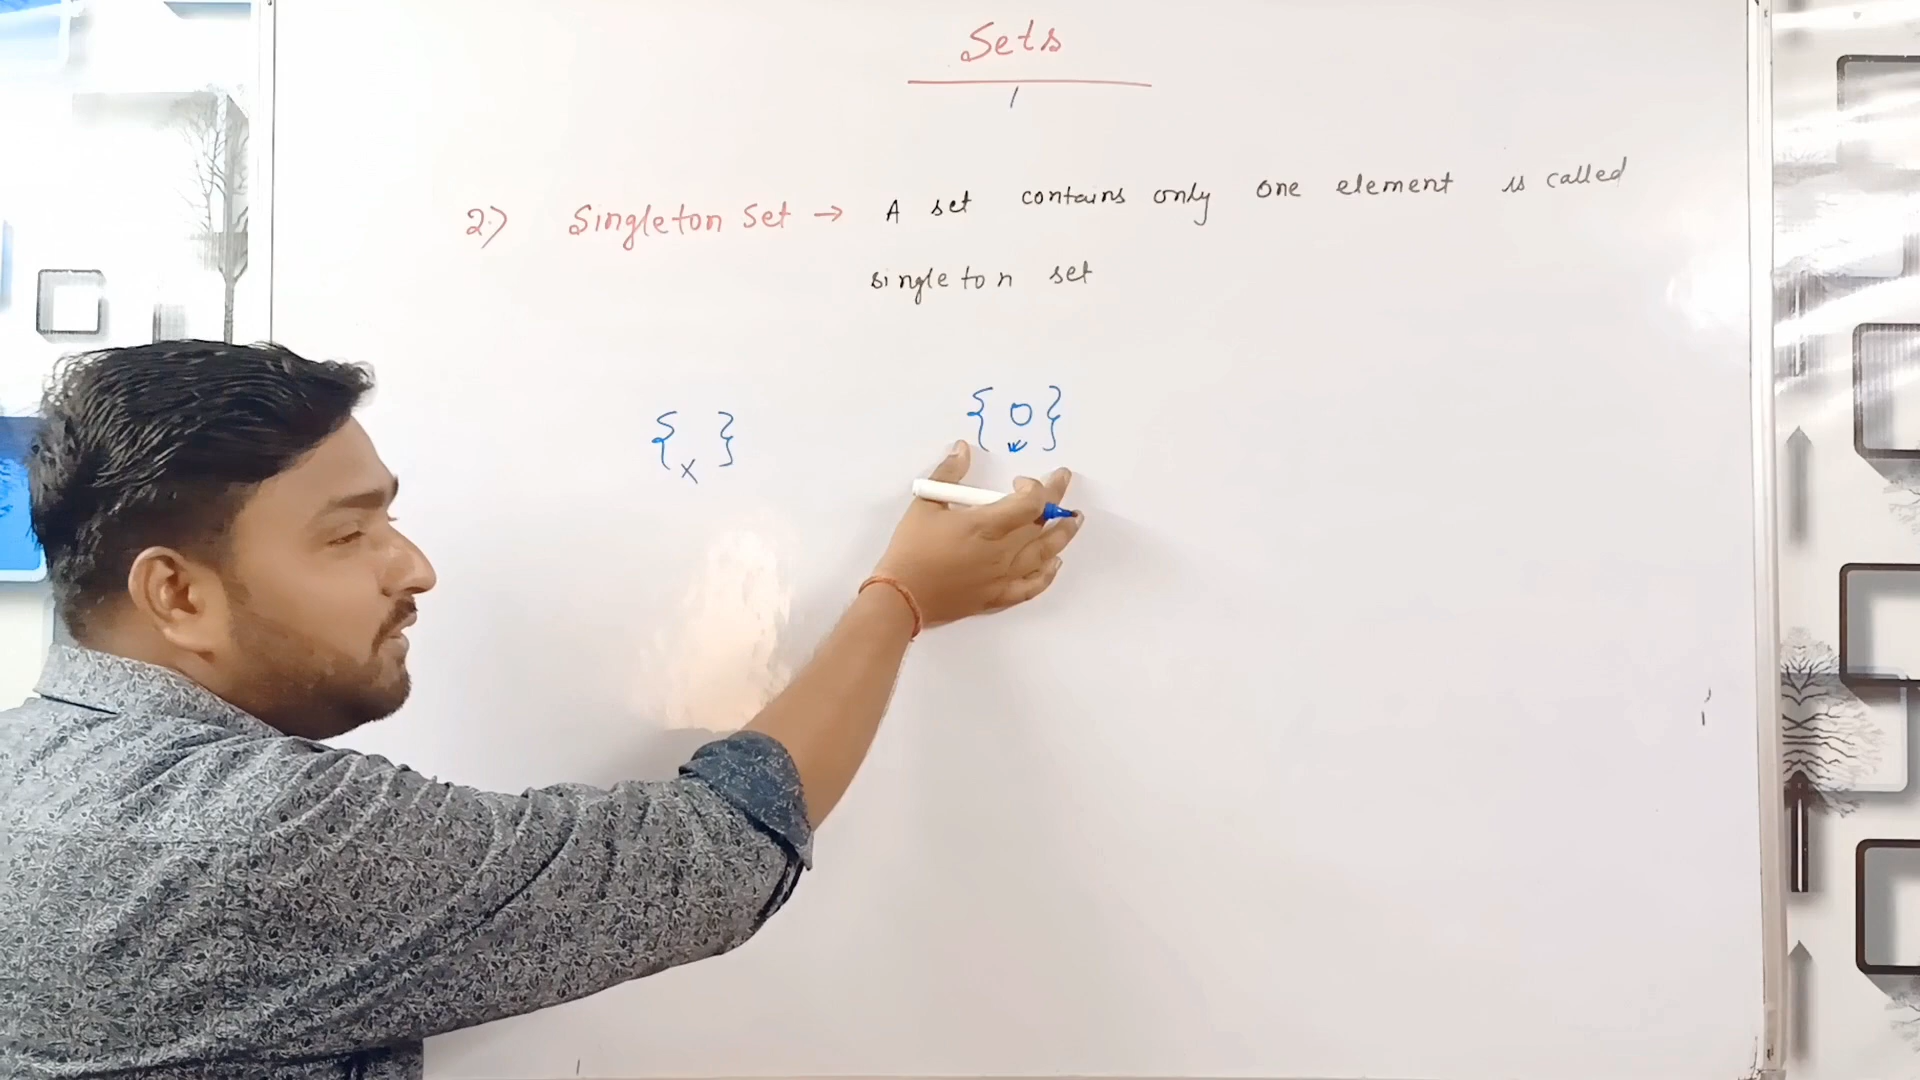 Sets
2.) Singleton Set → A set contains only one element is called
singleton set
{ x } { 0 }